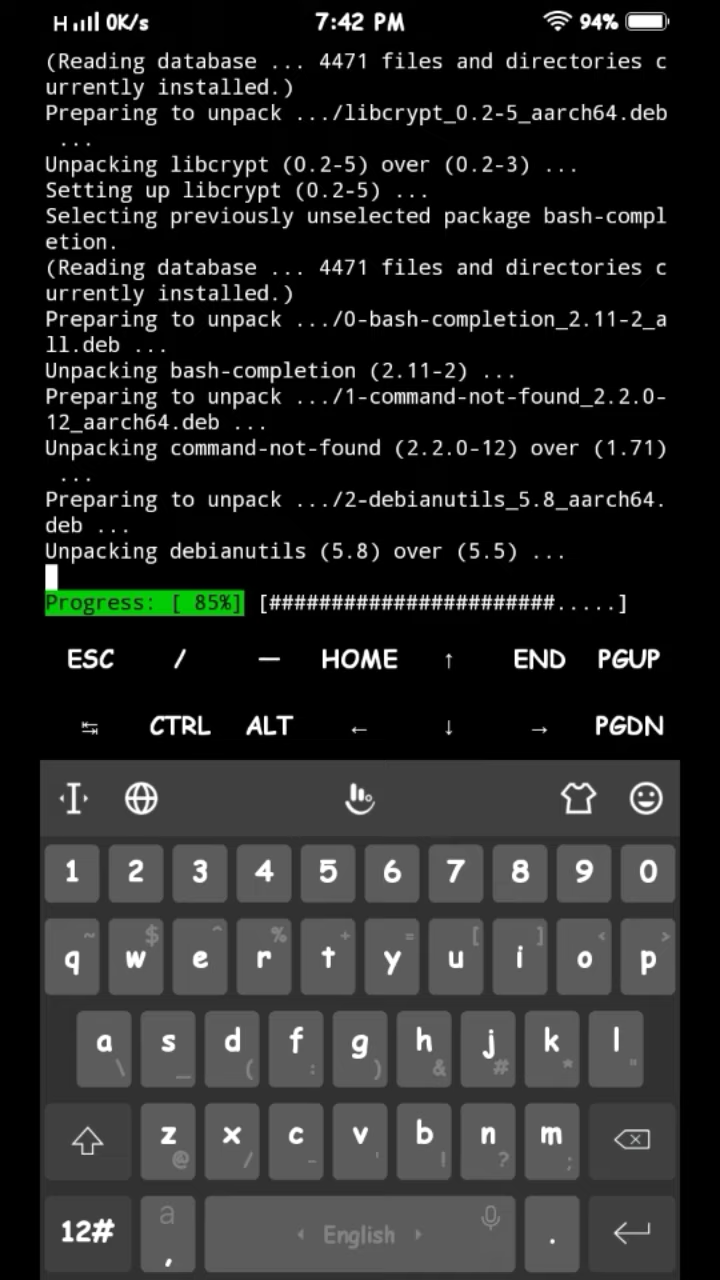 H 0K/s 7:42 PM 94%
(Reading database ... 4471 files and directories c
urrently installed.)
Preparing to unpack .../libcrypt_0.2-5_aarch64.deb
 ...
Unpacking libcrypt (0.2-5) over (0.2-3) ...
Setting up libcrypt (0.2-5) ...
Selecting previously unselected package bash-compl
etion.
(Reading database ... 4471 files and directories c
urrently installed.)
Preparing to unpack .../0-bash-completion_2.11-2_a
ll.deb ...
Unpacking bash-completion (2.11-2) ...
Preparing to unpack .../1-command-not-found_2.2.0-
12_aarch64.deb ...
Unpacking command-not-found (2.2.0-12) over (1.71)
 ...
Preparing to unpack .../2-debianutils_5.8_aarch64.
deb ...
Unpacking debianutils (5.8) over (5.5) ...
Progress: [ 85%] [#######################.....]
ESC / — HOME ↑ END PGUP
↹ CTRL ALT ← ↓ → PGDN
1 2 3 4 5 6 7 8 9 0
~ $ ^ % + = [ ] < >
q w e r t y u i o p
a s d f g h j k l
\ _ ( : ) & # * "
z x c v b n m
@ / - ' ! ? ;
12# a , English .